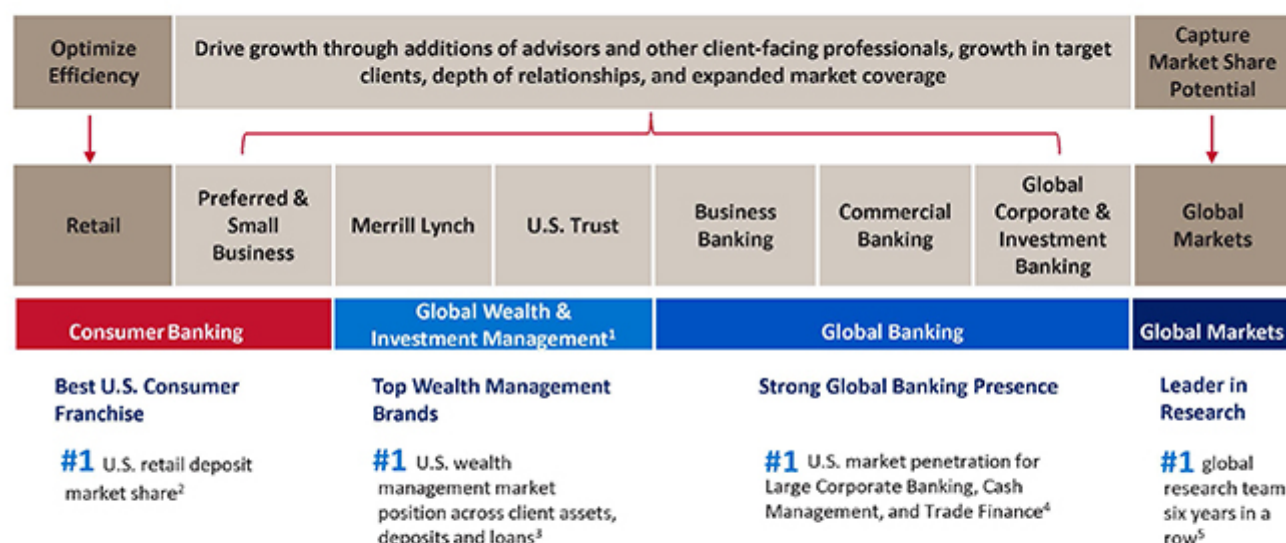 Optimize
Efficiency
Drive growth through additions of advisors and other client-facing professionals, growth in target
clients, depth of relationships, and expanded market coverage
Capture
Market Share
Potential
Retail
Preferred &
Small
Business
Merrill Lynch
U.S. Trust
Business
Banking
Commercial
Banking
Global
Corporate &
Investment
Banking
Global
Markets
Consumer Banking
Global Wealth &
Investment Management¹
Global Banking
Global Markets
Best U.S. Consumer
Franchise
#1 U.S. retail deposit
market share²
Top Wealth Management
Brands
#1 U.S. wealth
management market
position across client assets,
deposits and loans³
Strong Global Banking Presence
#1 U.S. market penetration for
Large Corporate Banking, Cash
Management, and Trade Finance⁴
Leader in
Research
#1 global
research team
six years in a
row⁵